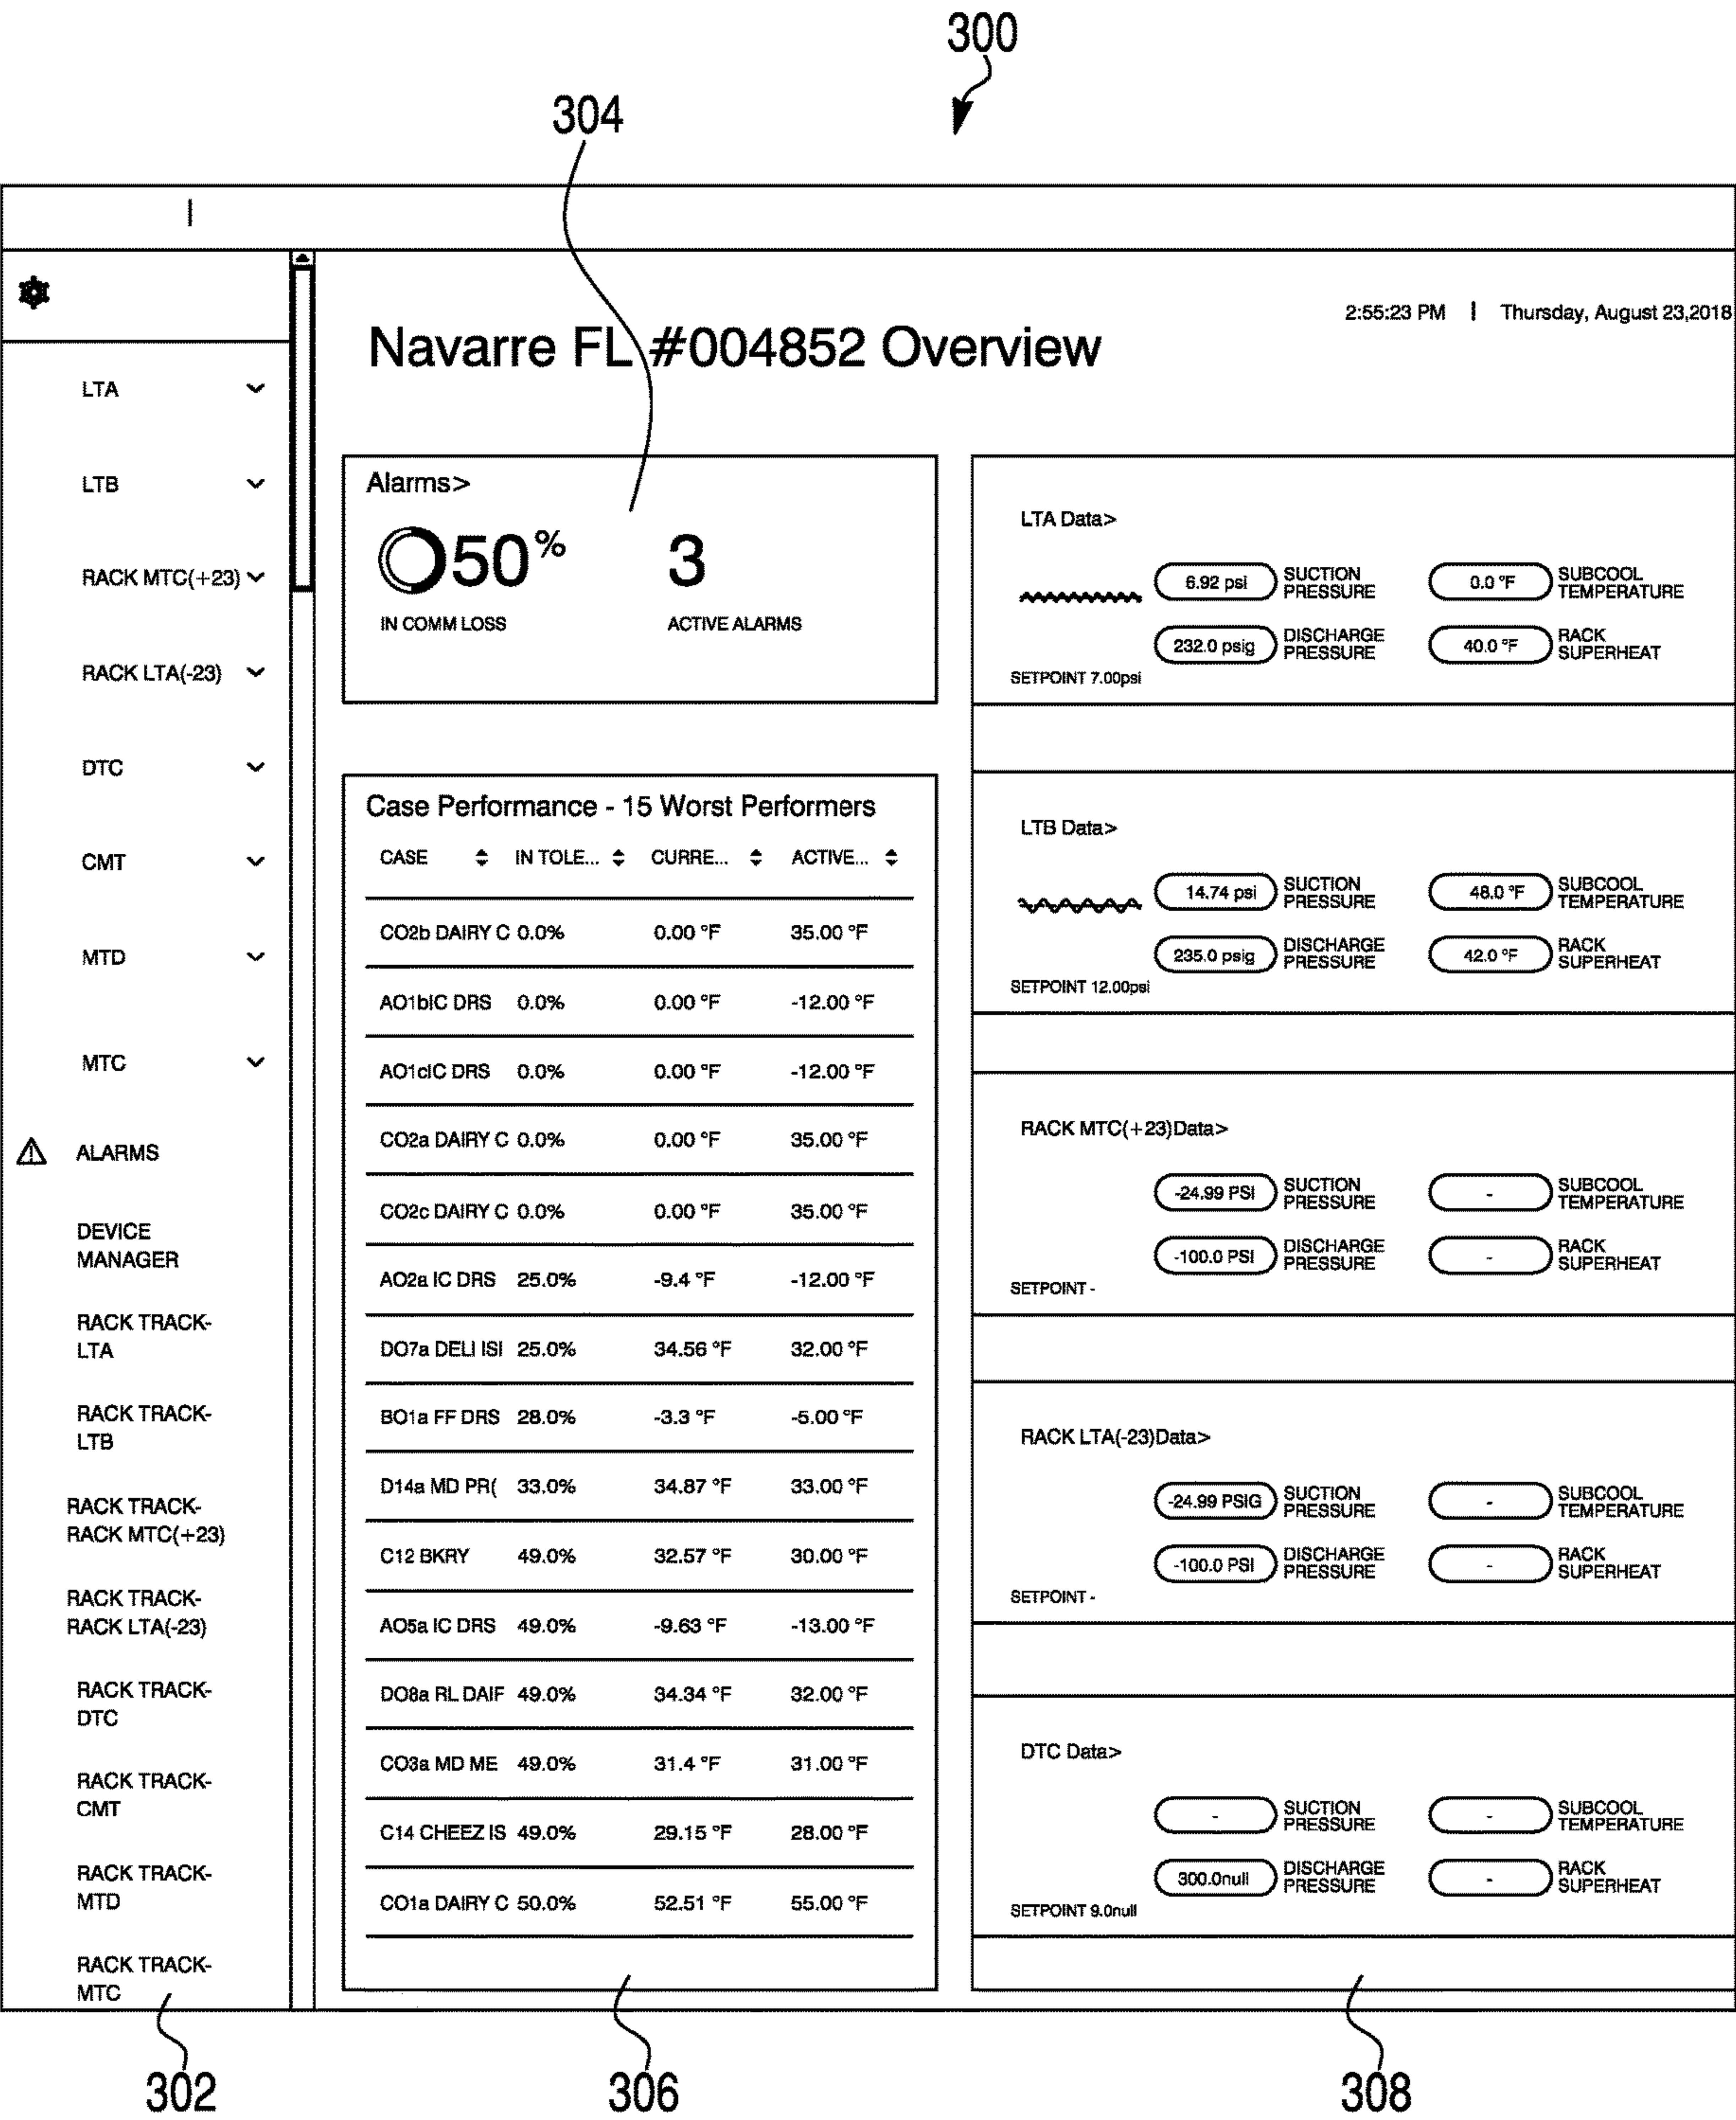 300
304
2:55:23 PM | Thursday, August 23,2018
Navarre FL #004852 Overview
LTA
LTB
RACK MTC(+23)
RACK LTA(-23)
DTC
CMT
MTD
MTC
ALARMS
DEVICE
MANAGER
RACK TRACK-
LTA
RACK TRACK-
LTB
RACK TRACK-
RACK MTC(+23)
RACK TRACK-
RACK LTA(-23)
RACK TRACK-
DTC
RACK TRACK-
CMT
RACK TRACK-
MTD
RACK TRACK-
MTC
Alarms>
50% 3
IN COMM LOSS ACTIVE ALARMS
Case Performance - 15 Worst Performers
CASE IN TOLE... CURRE... ACTIVE...
CO2b DAIRY C 0.0% 0.00 °F 35.00 °F
AO1bIC DRS 0.0% 0.00 °F -12.00 °F
AO1cIC DRS 0.0% 0.00 °F -12.00 °F
CO2a DAIRY C 0.0% 0.00 °F 35.00 °F
CO2c DAIRY C 0.0% 0.00 °F 35.00 °F
AO2a IC DRS 25.0% -9.4 °F -12.00 °F
DO7a DELI ISI 25.0% 34.56 °F 32.00 °F
BO1a FF DRS 28.0% -3.3 °F -5.00 °F
D14a MD PR( 33.0% 34.87 °F 33.00 °F
C12 BKRY 49.0% 32.57 °F 30.00 °F
AO5a IC DRS 49.0% -9.63 °F -13.00 °F
DO8a RL DAIF 49.0% 34.34 °F 32.00 °F
CO3a MD ME 49.0% 31.4 °F 31.00 °F
C14 CHEEZ IS 49.0% 29.15 °F 28.00 °F
CO1a DAIRY C 50.0% 52.51 °F 55.00 °F
LTA Data>
6.92 psi SUCTION PRESSURE 0.0 °F SUBCOOL TEMPERATURE
232.0 psig DISCHARGE PRESSURE 40.0 °F RACK SUPERHEAT
SETPOINT 7.00psi
LTB Data>
14.74 psi SUCTION PRESSURE 48.0 °F SUBCOOL TEMPERATURE
235.0 psig DISCHARGE PRESSURE 42.0 °F RACK SUPERHEAT
SETPOINT 12.00psi
RACK MTC(+23)Data>
-24.99 PSI SUCTION PRESSURE - SUBCOOL TEMPERATURE
-100.0 PSI DISCHARGE PRESSURE - RACK SUPERHEAT
SETPOINT -
RACK LTA(-23)Data>
-24.99 PSIG SUCTION PRESSURE - SUBCOOL TEMPERATURE
-100.0 PSI DISCHARGE PRESSURE - RACK SUPERHEAT
SETPOINT -
DTC Data>
- SUCTION PRESSURE - SUBCOOL TEMPERATURE
300.0null DISCHARGE PRESSURE - RACK SUPERHEAT
SETPOINT 9.0null
302
306
308